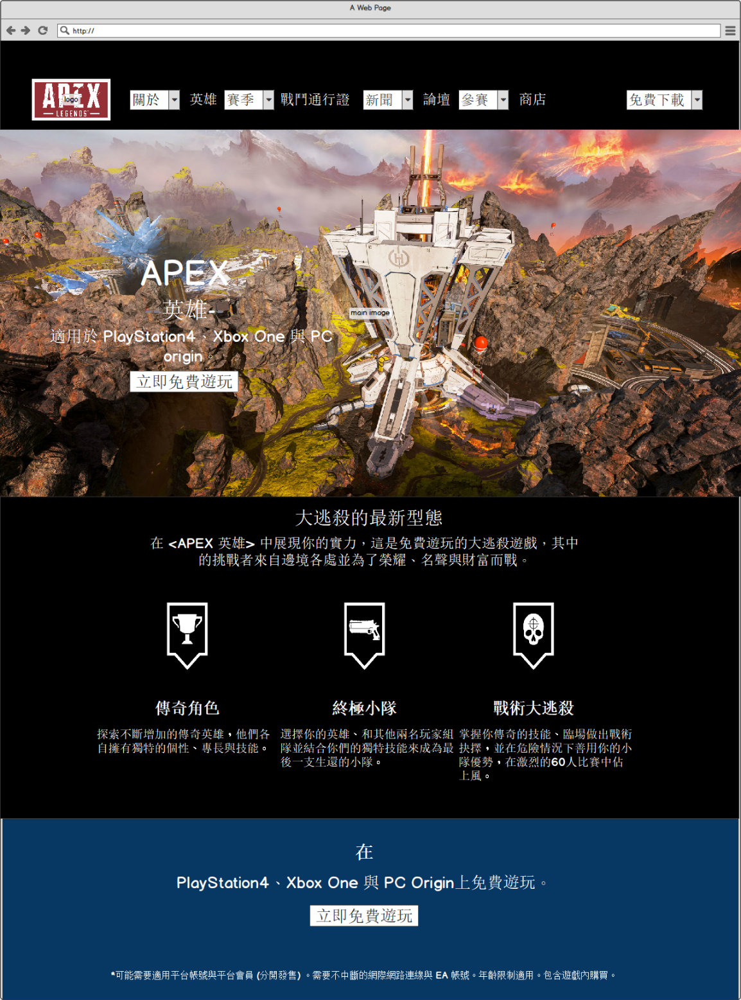 A Web Page
http://
APEX
logo
LEGENDS
關於 英雄 賽季 戰鬥通行證 新聞 論壇 參賽 商店 免費下載
APEX
--英雄--
main image
適用於 PlayStation4、Xbox One 與 PC
origin。
立即免費遊玩
大逃殺的最新型態
在 <APEX 英雄> 中展現你的實力，這是免費遊玩的大逃殺遊戲，其中
的挑戰者來自邊境各處並為了榮耀、名聲與財富而戰。
傳奇角色
探索不斷增加的傳奇英雄，他們各
自擁有獨特的個性、專長與技能。
終極小隊
選擇你的英雄、和其他兩名玩家組
隊並結合你們的獨特技能來成為最
後一支生還的小隊。
戰術大逃殺
掌握你傳奇的技能、臨場做出戰術
抉擇，並在危險情況下善用你的小
隊優勢，在激烈的60人比賽中佔
上風。
在
PlayStation4、Xbox One 與 PC Origin上免費遊玩。
立即免費遊玩
*可能需要適用平台帳號與平台會員 (分開發售) 。需要不中斷的網際網路連線與 EA 帳號。年齡限制適用。包含遊戲內購買。